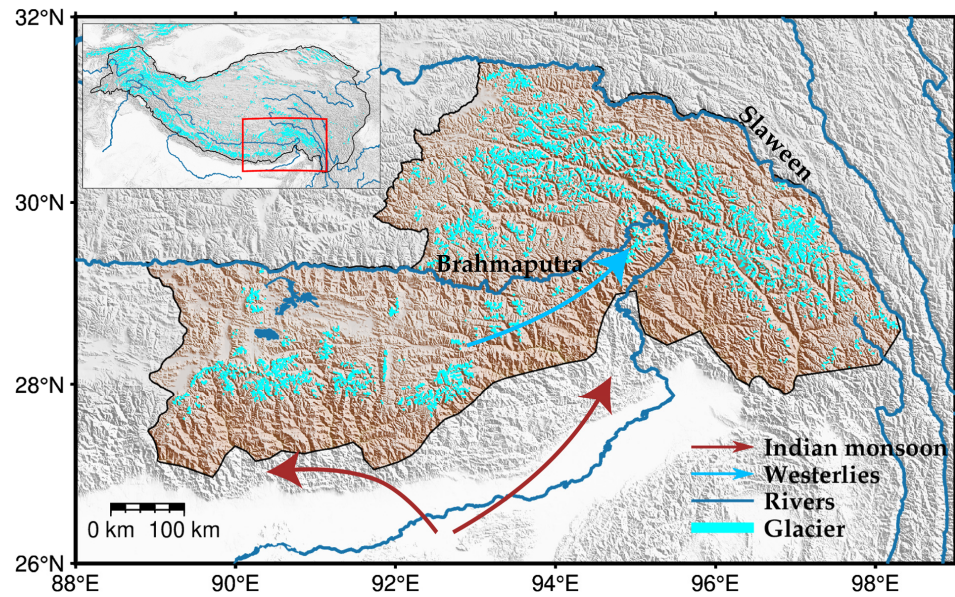 32°N
30°N
28°N
26°N
Slaween
Brahmaputra
Indian monsoon
Westerlies
Rivers
Glacier
0 km 100 km
88°E 90°E 92°E 94°E 96°E 98°E